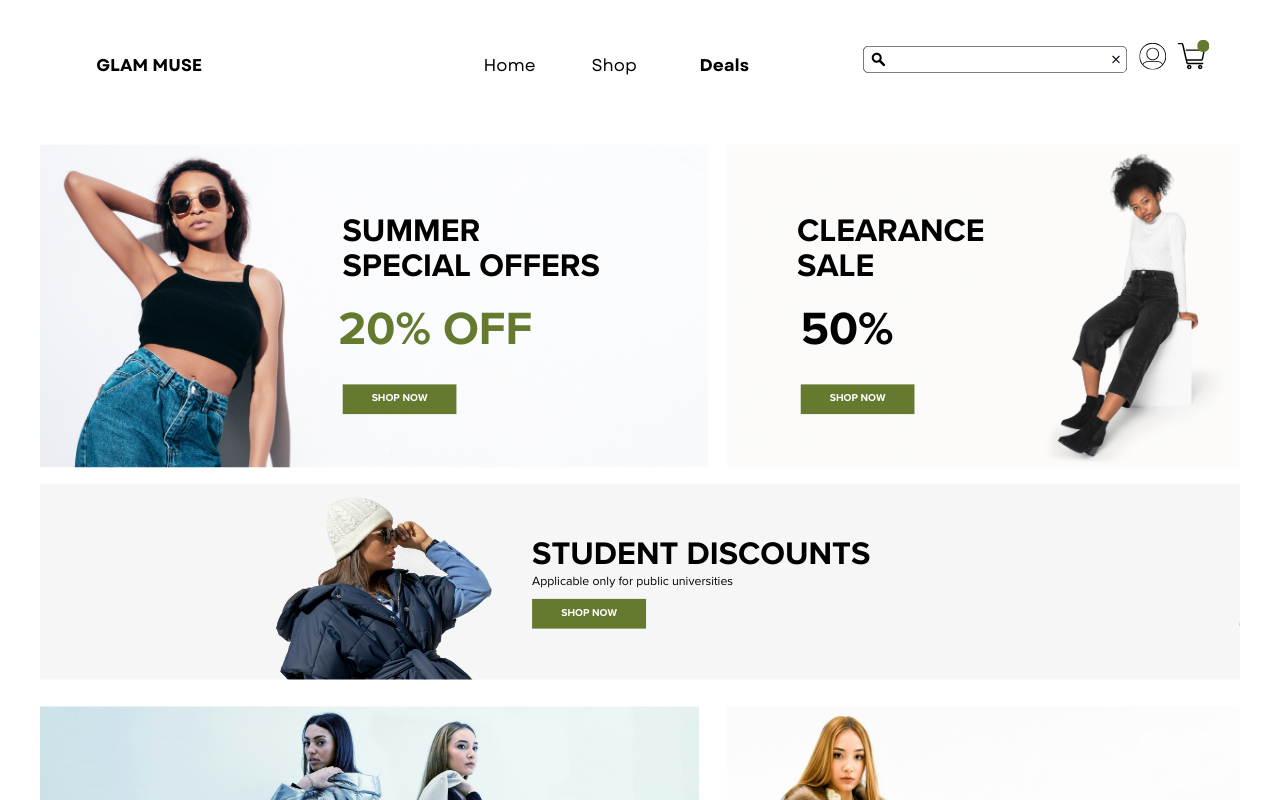 GLAM MUSE
Home
Shop
Deals
SUMMER
SPECIAL OFFERS
20% OFF
SHOP NOW
CLEARANCE
SALE
50%
SHOP NOW
STUDENT DISCOUNTS
Applicable only for public universities
SHOP NOW